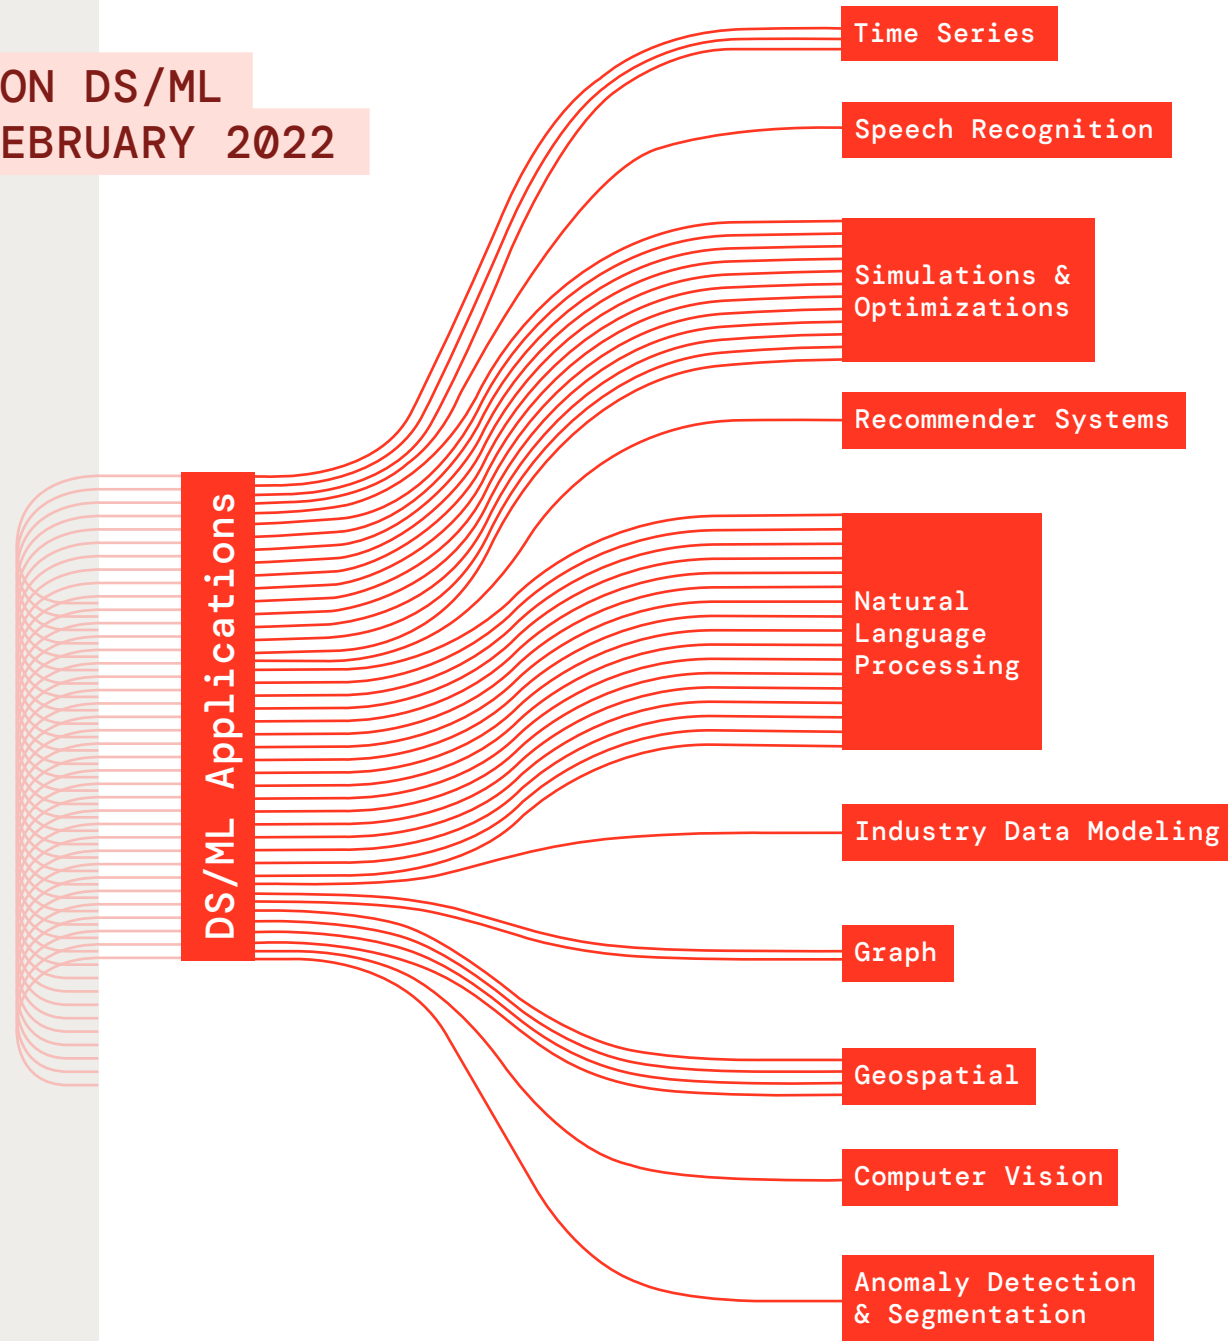 ON DS/ML
EBRUARY 2022
DS/ML Applications
Time Series
Speech Recognition
Simulations &
Optimizations
Recommender Systems
Natural
Language
Processing
Industry Data Modeling
Graph
Geospatial
Computer Vision
Anomaly Detection
& Segmentation